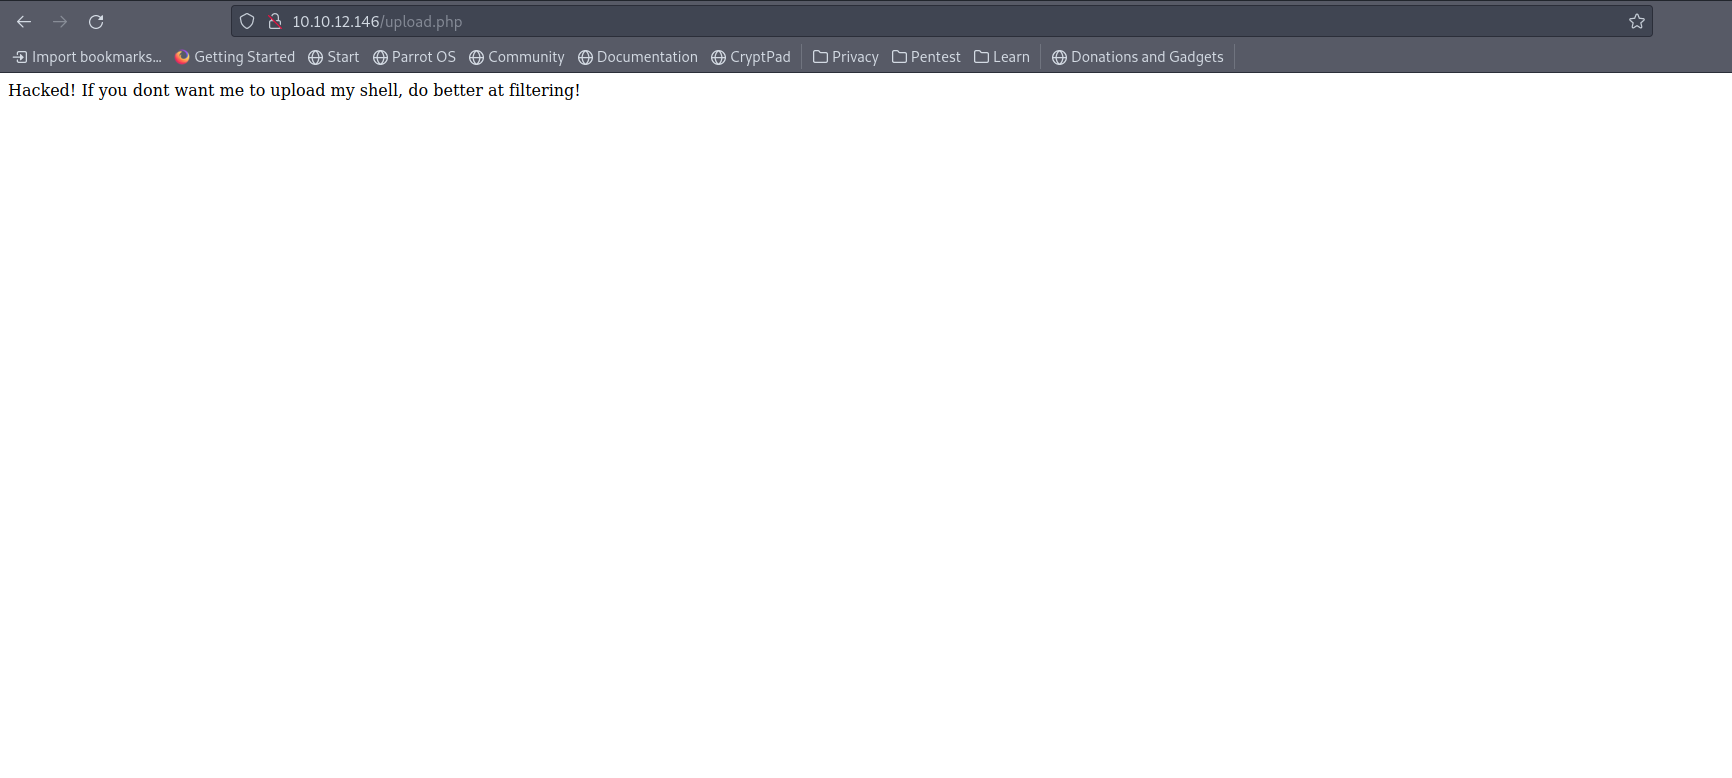 10.10.12.146/upload.php
Import bookmarks... Getting Started Start Parrot OS Community Documentation CryptPad Privacy Pentest Learn Donations and Gadgets
Hacked! If you dont want me to upload my shell, do better at filtering!